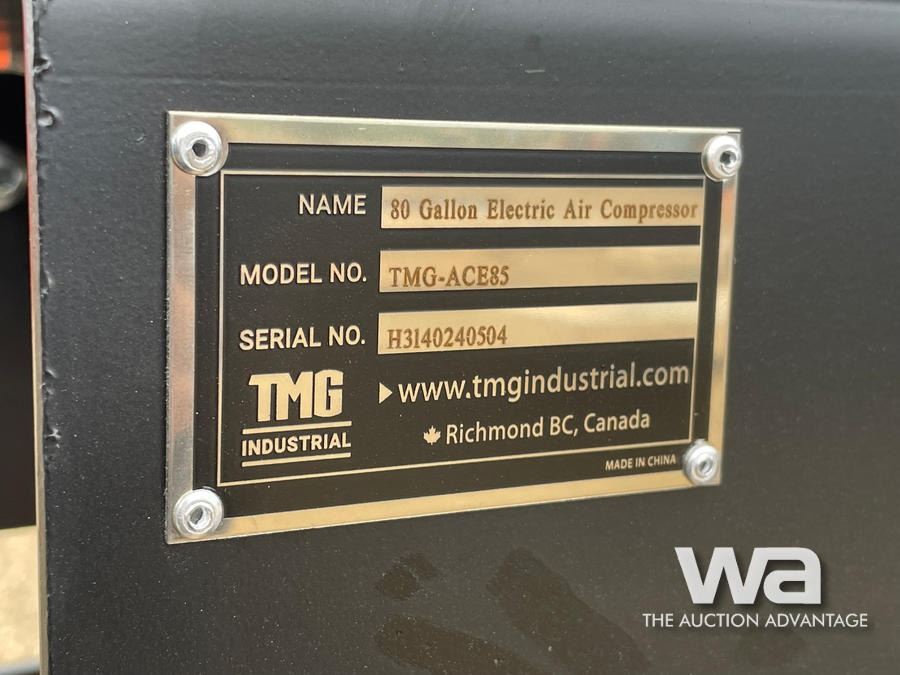 NAME 80 Gallon Electric Air Compressor
MODEL NO. TMG-ACE85
SERIAL NO. H3140240504
TMG
INDUSTRIAL
www.tmgindustrial.com
Richmond BC, Canada
MADE IN CHINA
wa
THE AUCTION ADVANTAGE